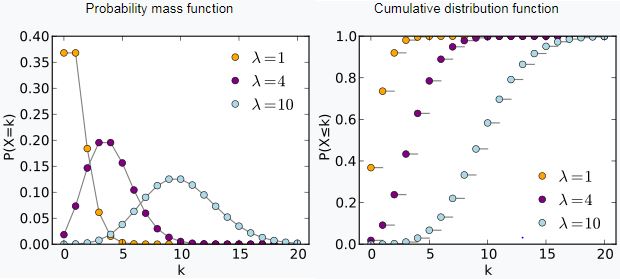 Probability mass function
Cumulative distribution function
0.40
0.35
0.30
0.25
0.20
0.15
0.10
0.05
0.00
P(X=k)
λ=1
λ=4
λ=10
0 5 10 15 20
k
1.0
0.8
0.6
0.4
0.2
0.0
P(X≤k)
λ=1
λ=4
λ=10
0 5 10 15 20
k